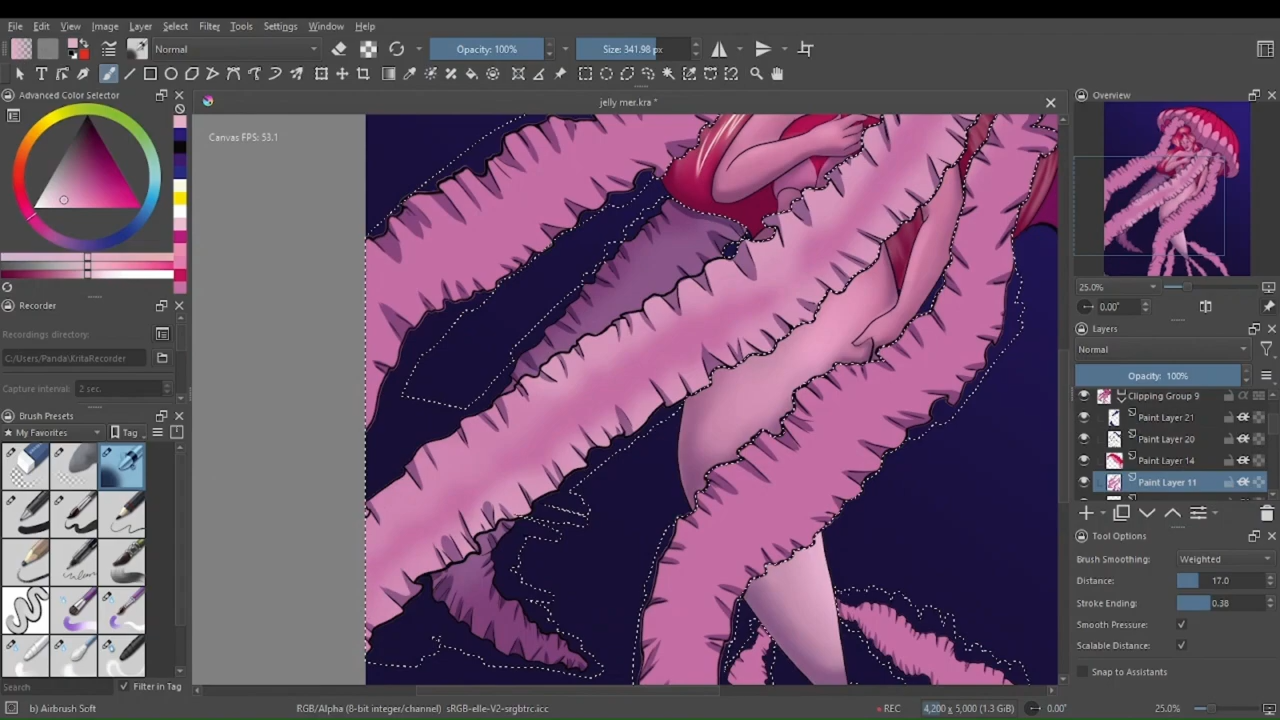 File Edit View Image Layer Select Filter Tools Settings Window Help
Normal Opacity: 100% Size: 341.98 px
Advanced Color Selector
jelly mer.kra *
Overview
Canvas FPS: 53.1
25.0%
0.00°
Recorder
Recordings directory:
C:/Users/Panda\KritaRecorder
Capture interval: 2 sec.
Layers
Normal
Opacity: 100%
Clipping Group 9
Paint Layer 21
Paint Layer 20
Paint Layer 14
Paint Layer 11
Brush Presets
My Favorites Tag
Tool Options
Brush Smoothing: Weighted
Distance: 17.0
Stroke Ending: 0.38
Smooth Pressure:
Scalable Distance:
Snap to Assistants
Search Filter in Tag
b) Airbrush Soft RGB/Alpha (8-bit integer/channel) sRGB-elle-V2-srgbtrc.icc REC 4,200 x 5,000 (1.3 GiB) 0.00° 25.0%